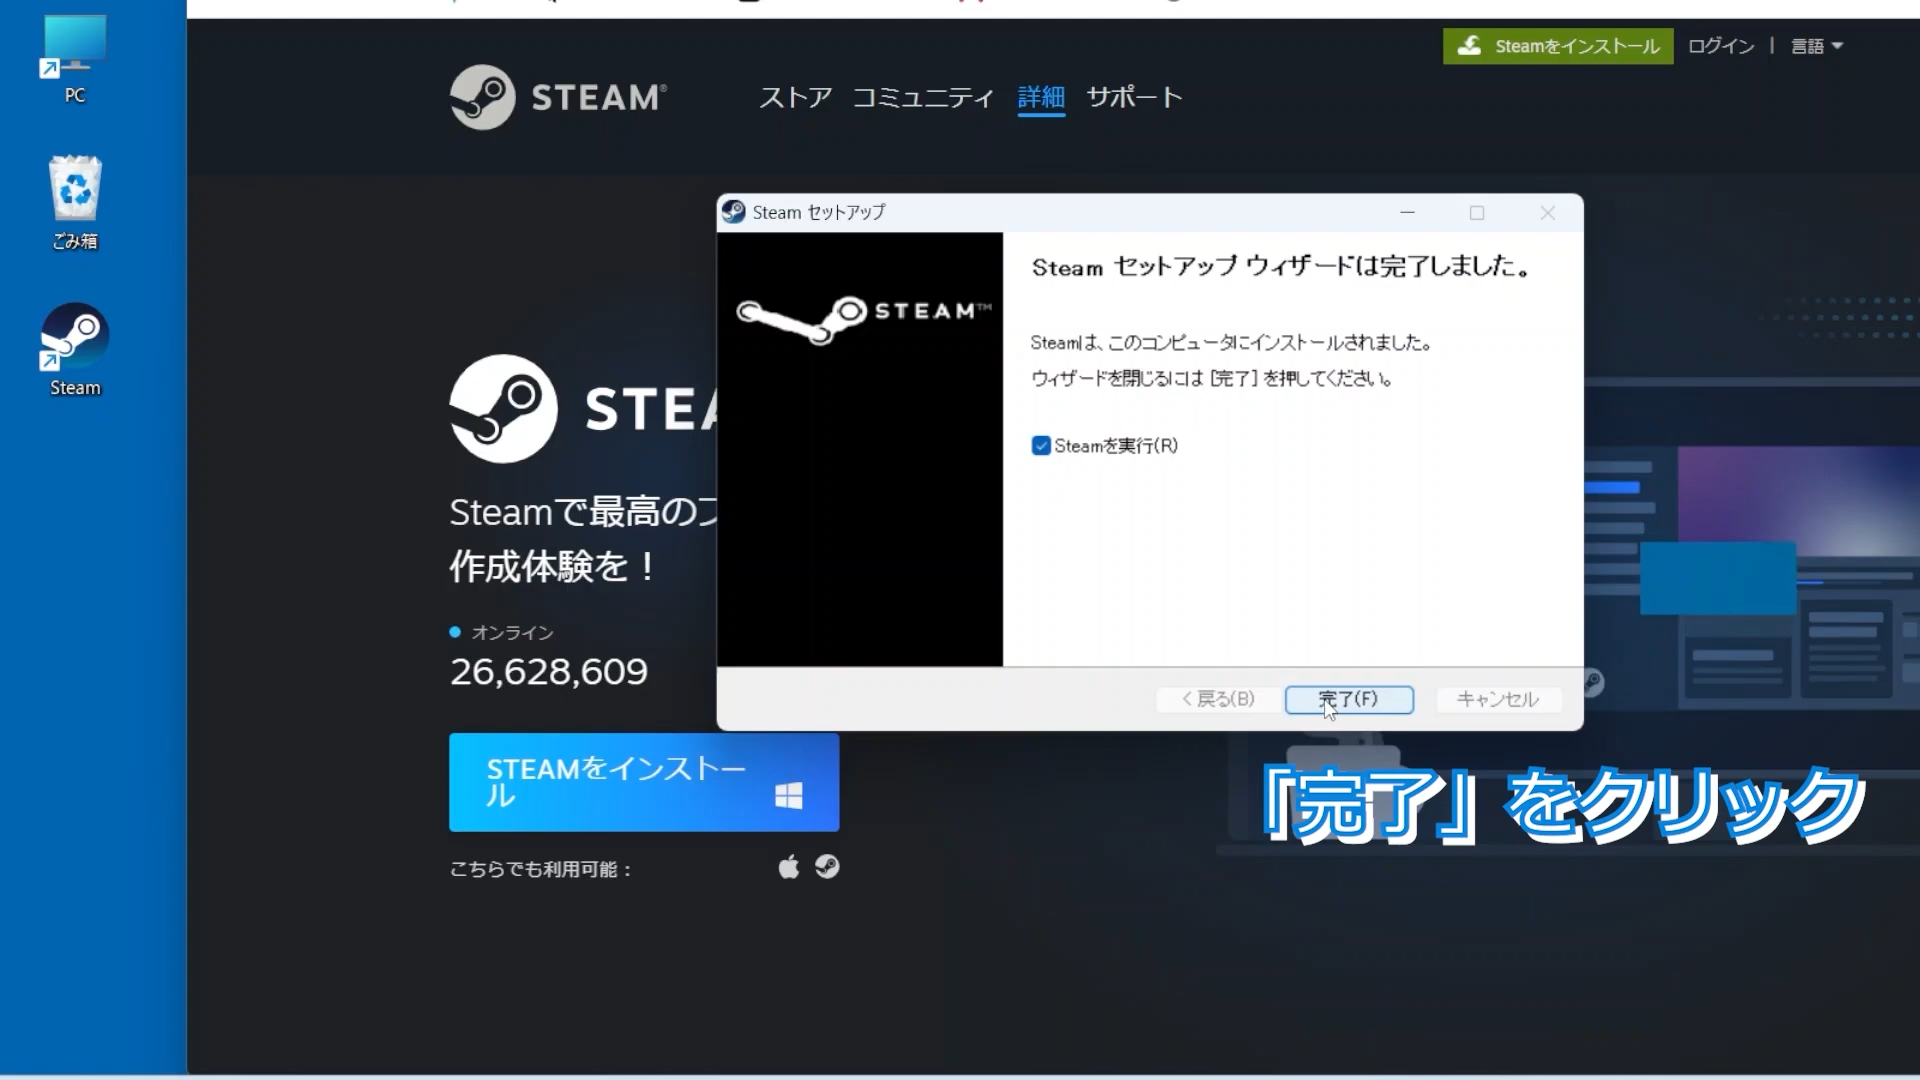 PC
ごみ箱
Steam
Steamをインストール
ログイン | 言語
STEAM®
ストア コミュニティ 詳細 サポート
Steam セットアップ
STEAM™
Steam セットアップ ウィザードは完了しました。
Steamは、このコンピュータにインストールされました。
ウィザードを閉じるには [完了] を押してください。
Steamを実行(R)
< 戻る(B)
完了(F)
キャンセル
STEA
Steamで最高の
作成体験を！
オンライン
26,628,609
STEAMをインストー
ル
こちらでも利用可能：
「完了」をクリック